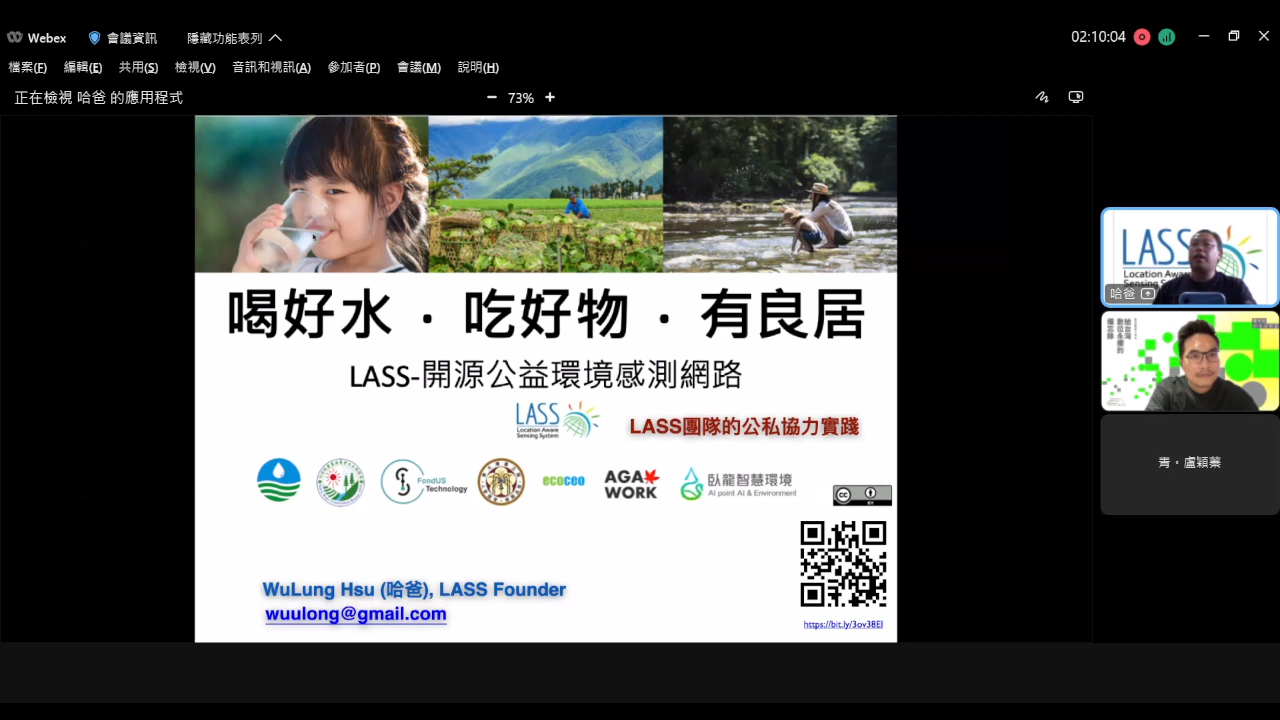 Webex 會議資訊 隱藏功能表列 02:10:04
檔案(F) 編輯(E) 共用(S) 檢視(V) 音訊和視訊(A) 參加者(P) 會議(M) 說明(H)
正在檢視 哈爸 的應用程式 − 73% +
喝好水 · 吃好物 · 有良居
LASS-開源公益環境感測網路
LASS
Location Aware
Sensing System
LASS團隊的公私協力實踐
FondUS
Technology
ecoceo
AGA
WORK
臥龍智慧環境
AI point AI & Environment
cc
WuLung Hsu (哈爸), LASS Founder
wuulong@gmail.com
https://bit.ly/3ov38El
LASS
Location Aware
Sensing Sy
哈爸
青。盧穎蓁